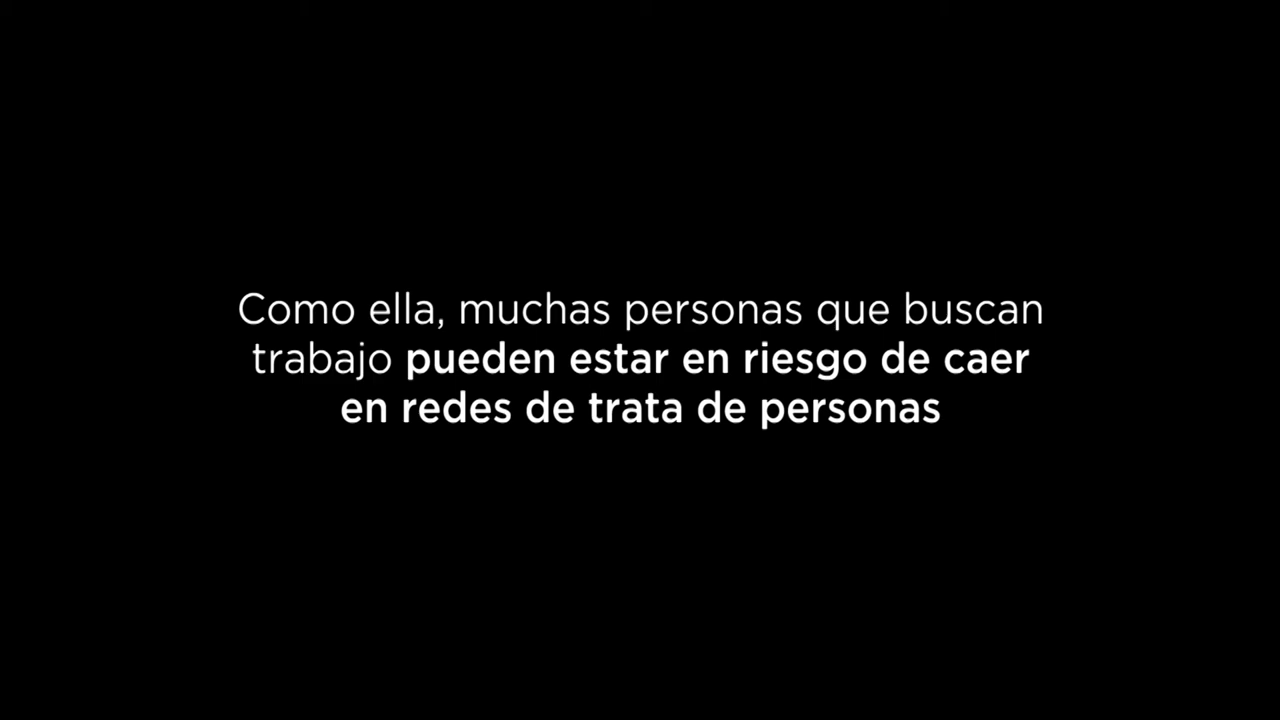 Como ella, muchas personas que buscan
trabajo pueden estar en riesgo de caer
en redes de trata de personas